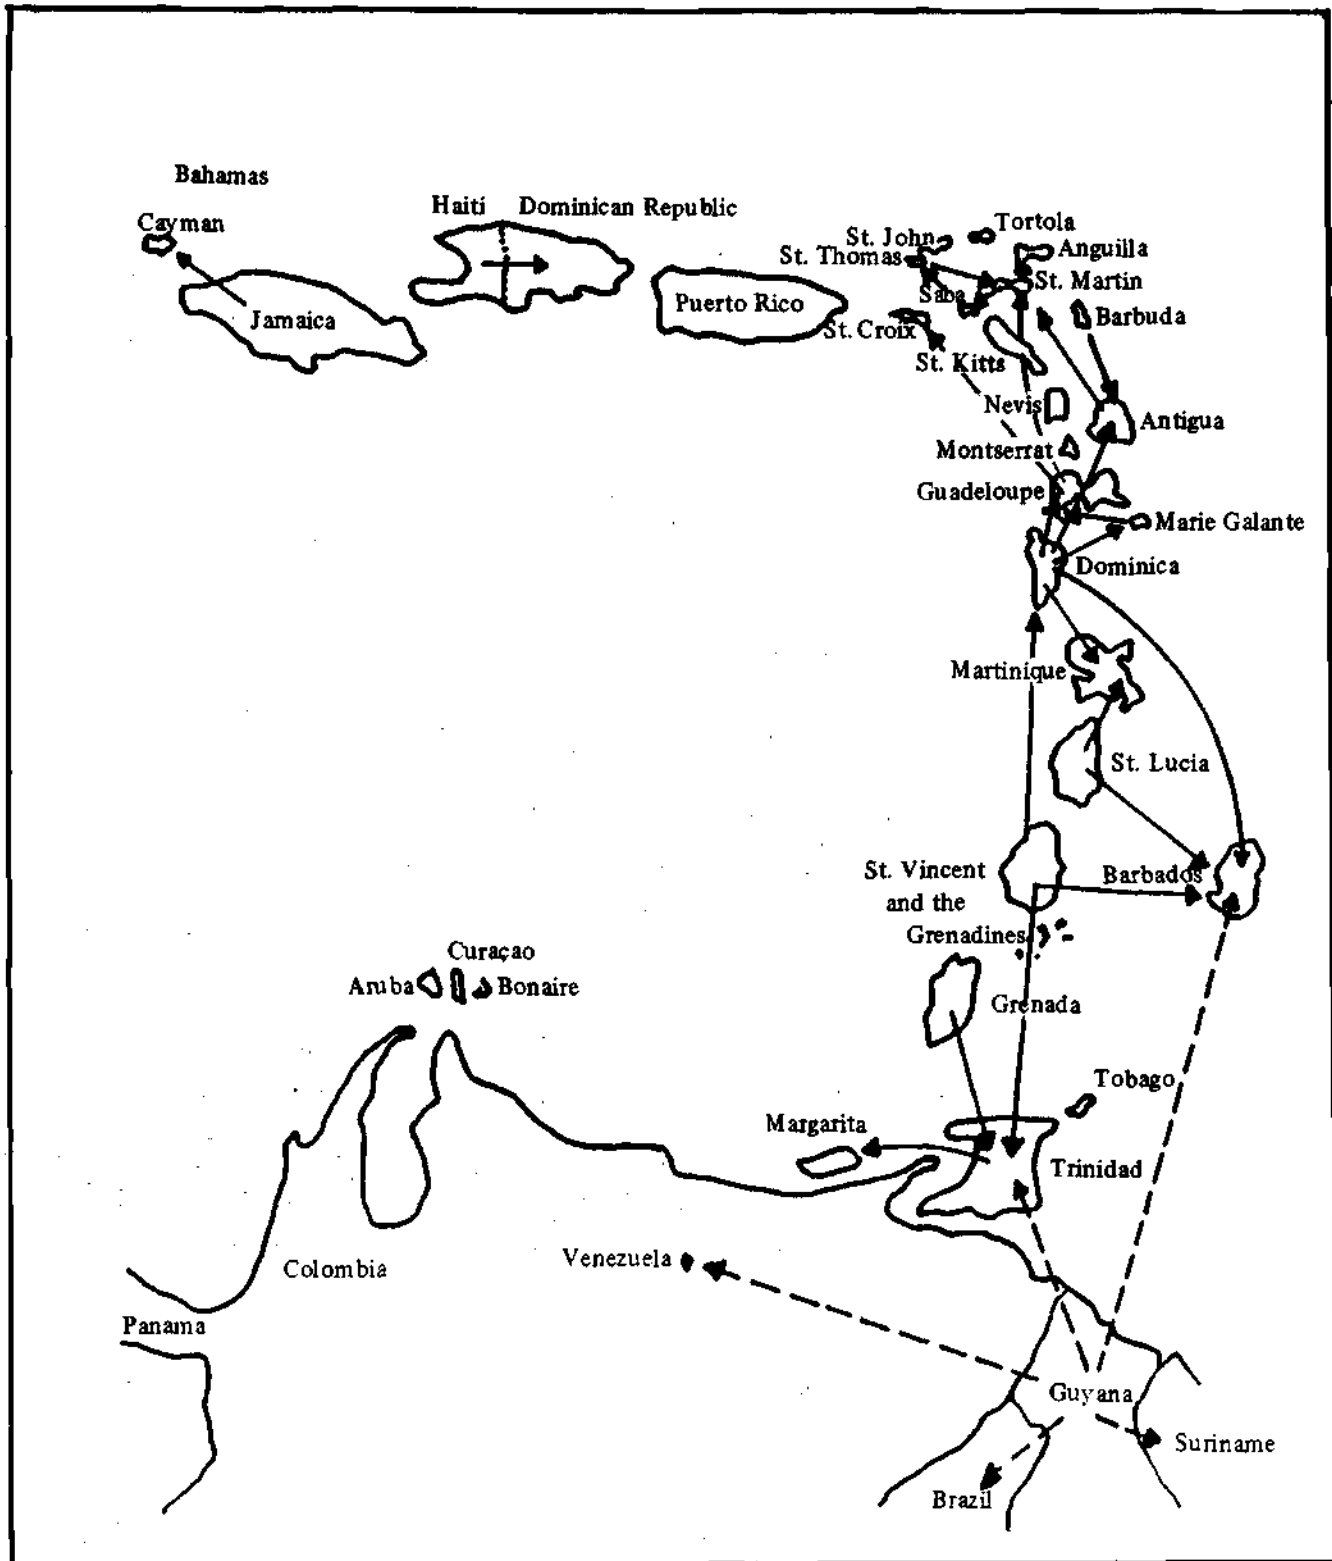 Bahamas
Cayman
Haití
Dominican Republic
Tortola
St. John
Anguilla
St. Thomas
St. Martin
Saba
Puerto Rico
Barbuda
Jamaica
St. Croix
St. Kitts
Nevis
Antigua
Montserrat
Guadeloupe
Marie Galante
Dominica
Martinique
St. Lucia
St. Vincent
and the
Grenadines
Barbados
Curaçao
Aruba
Bonaire
Grenada
Tobago
Margarita
Trinidad
Venezuela
Colombia
Panama
Guyana
Suriname
Brazil